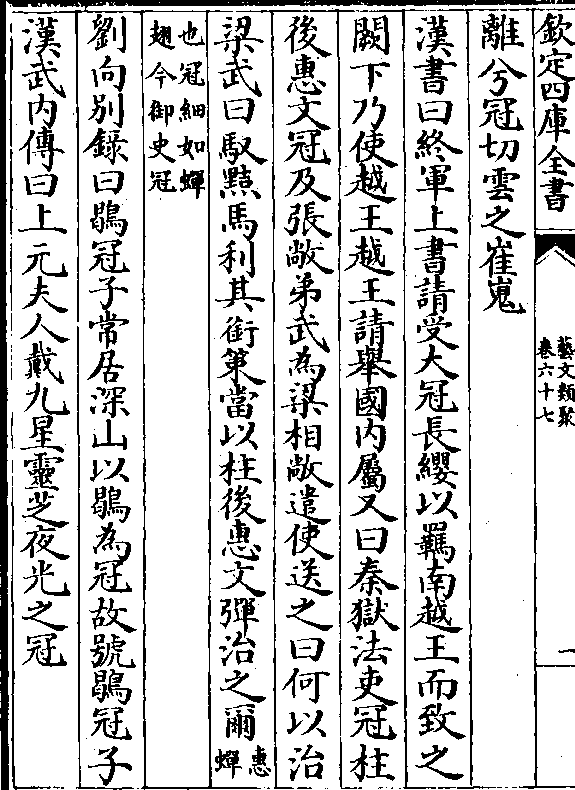 欽定四庫全書
藝文類聚
卷六十七
一
離兮冠切雲之崔嵬
漢書曰終軍上書請受大冠長纓以羈南越王而致之
闕下乃使越王越王請舉國內屬又曰秦獄法吏冠柱
後惠文冠及張敞弟武為梁相敞遣使送之曰何以治
梁武曰馭黠馬利其銜策當以柱後惠文彈治之爾惠蟬
也冠細如蟬
翅今御史冠
劉向別錄曰鶡冠子常居深山以鶡為冠故號鶡冠子
漢武內傳曰上元夫人戴九星靈芝夜光之冠